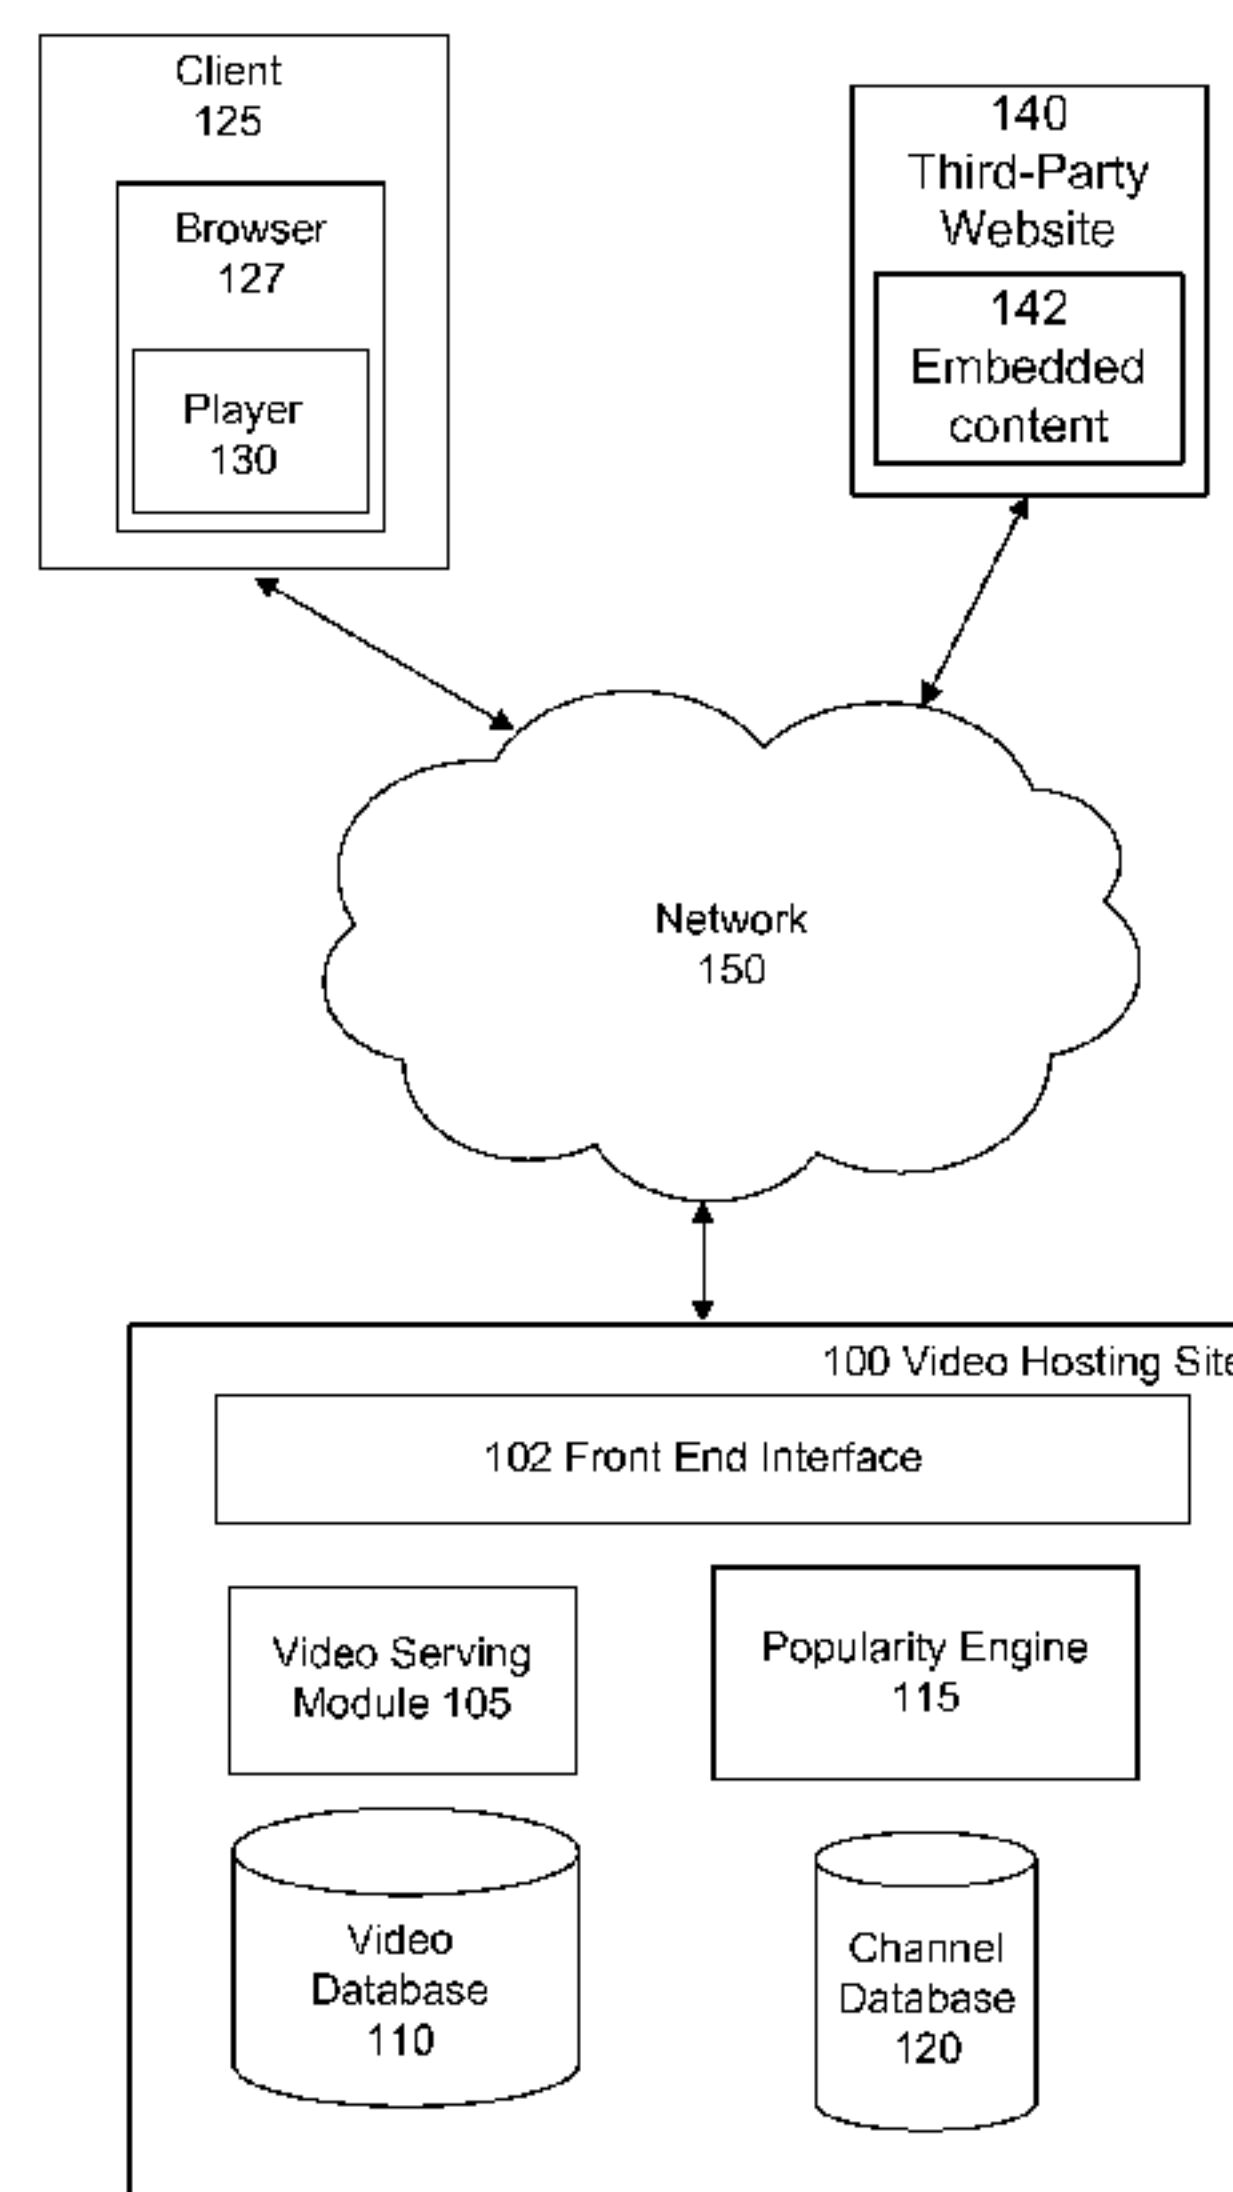 Client
125
Browser
127
Player
130
140
Third-Party
Website
142
Embedded
content
Network
150
100 Video Hosting Site
102 Front End Interface
Video Serving
Module 105
Popularity Engine
115
Video
Database
110
Channel
Database
120